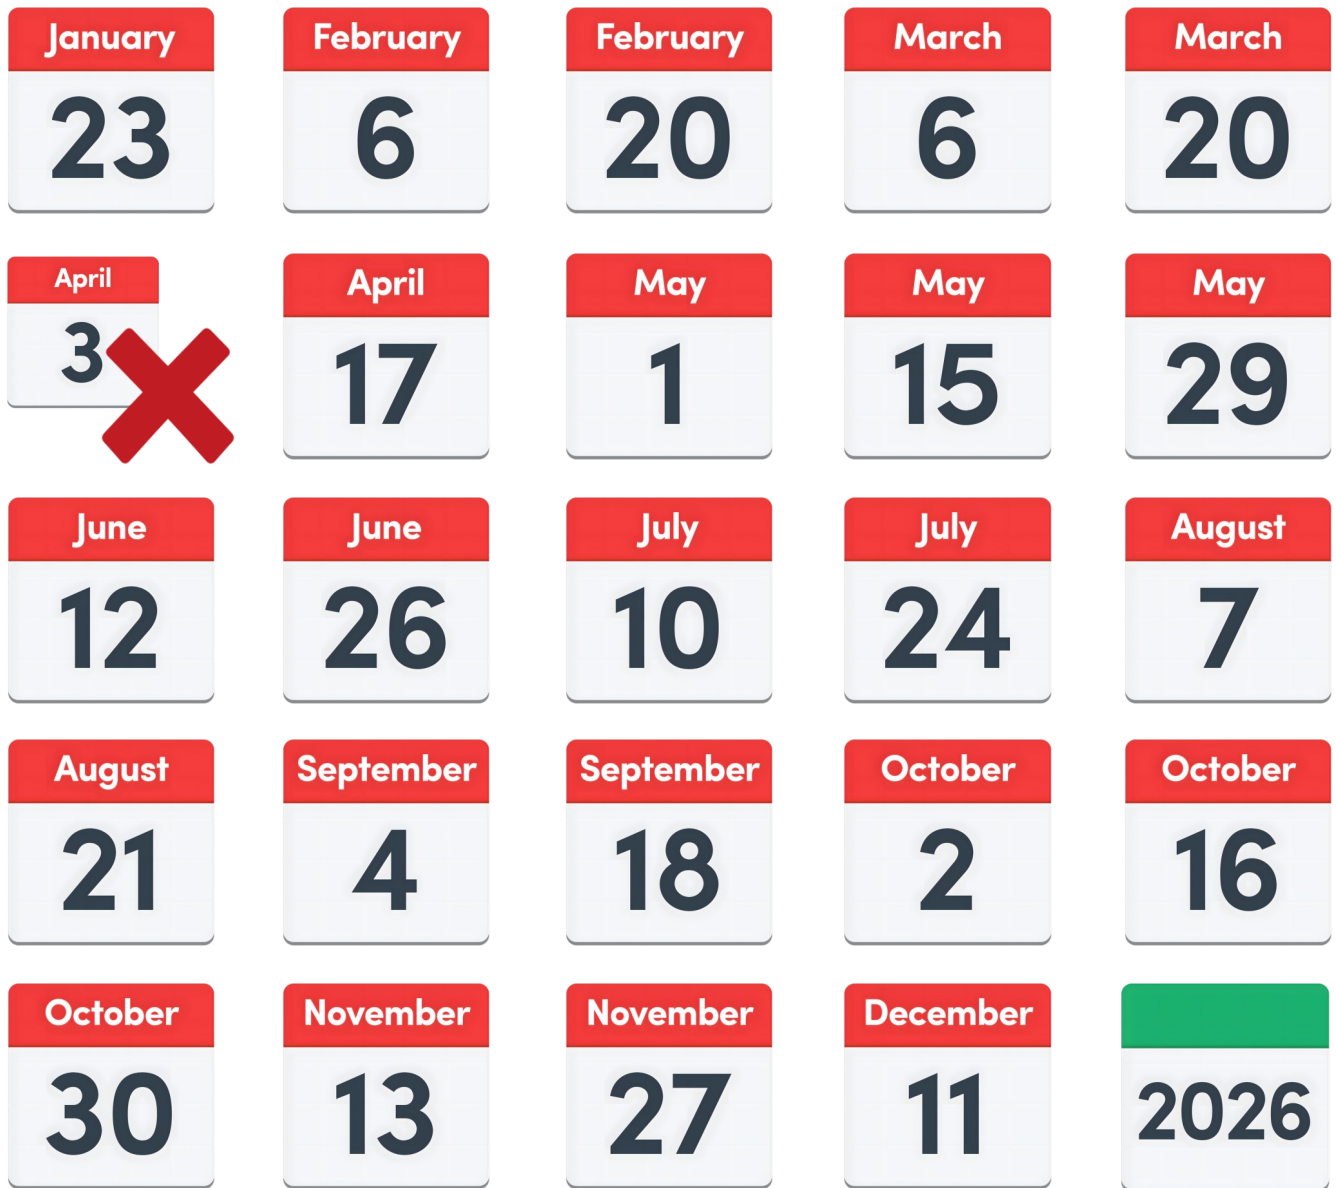 January
23
February
6
February
20
March
6
March
20
April
3
April
17
May
1
May
15
May
29
June
12
June
26
July
10
July
24
August
7
August
21
September
4
September
18
October
2
October
16
October
30
November
13
November
27
December
11
2026